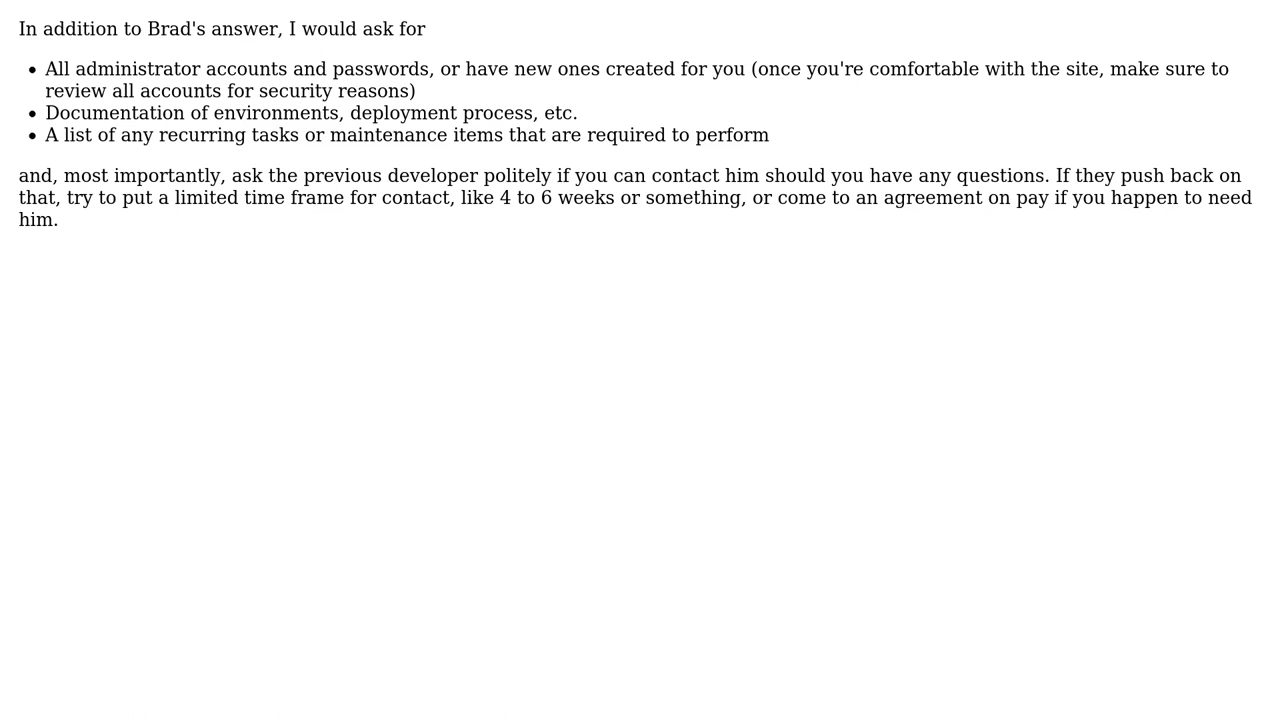 In addition to Brad's answer, I would ask for
• All administrator accounts and passwords, or have new ones created for you (once you're comfortable with the site, make sure to
review all accounts for security reasons)
• Documentation of environments, deployment process, etc.
• A list of any recurring tasks or maintenance items that are required to perform
and, most importantly, ask the previous developer politely if you can contact him should you have any questions. If they push back on
that, try to put a limited time frame for contact, like 4 to 6 weeks or something, or come to an agreement on pay if you happen to need
him.